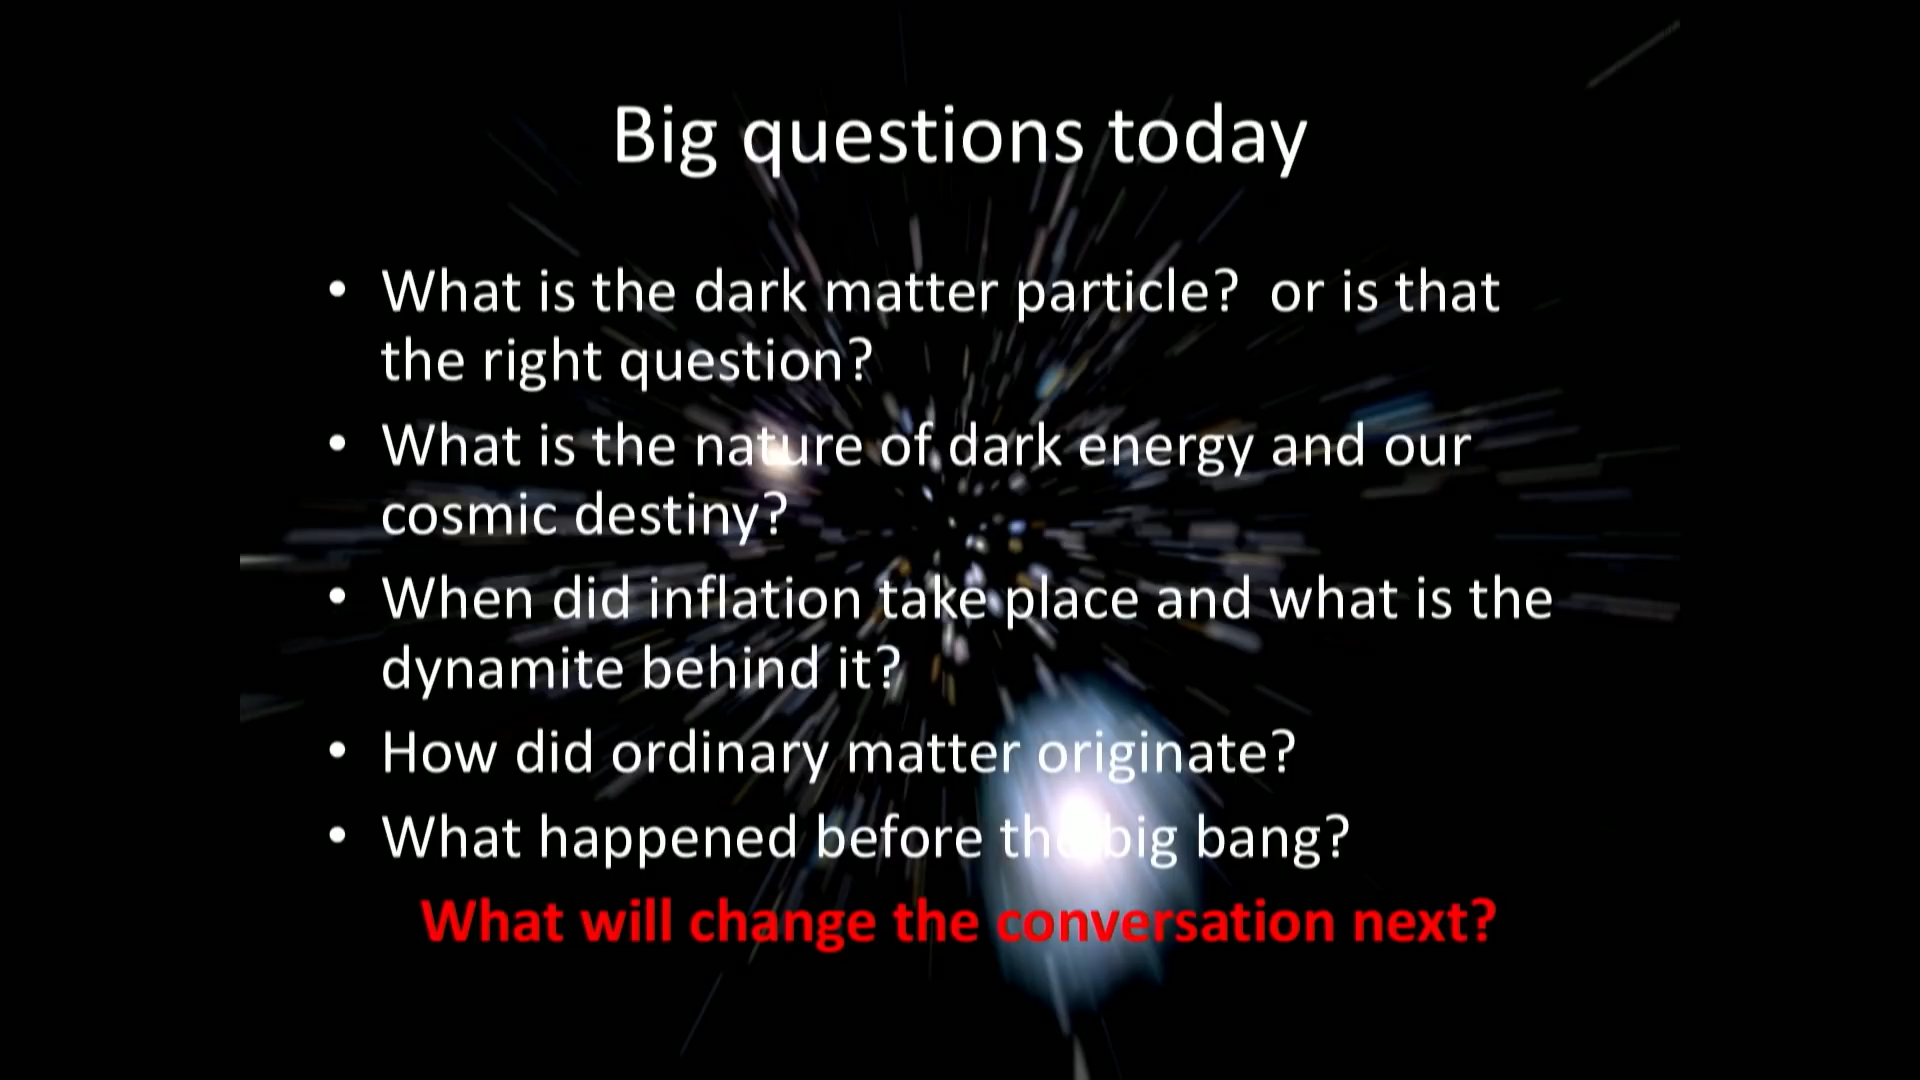 Big questions today
• What is the dark matter particle?  or is that
the right question?
• What is the nature of dark energy and our
cosmic destiny?
• When did inflation take place and what is the
dynamite behind it?
• How did ordinary matter originate?
• What happened before the big bang?
What will change the conversation next?